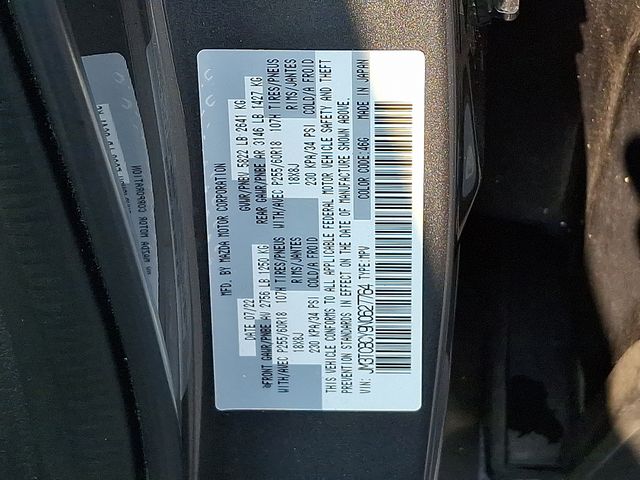 MFD. BY MAZDA MOTOR CORPORATION
DATE 07/22 GVWR/PNBV 5822 LB 2641 KG
FRONT GAWR/PNBE AV 2756 LB 1250 KG REAR GAWR/PNBE AR 3146 LB 1427 KG
WITH/AVEC P255/60R18 107H TIRES/PNEUS WITH/AVEC P255/60R18 107H TIRES/PNEUS
18X8J RIMS/JANTES 18X8J RIMS/JANTES
230 KPA/34 PSI COLD/A FROID 230 KPA/34 PSI COLD/A FROID
THIS VEHICLE CONFORMS TO ALL APPLICABLE FEDERAL MOTOR VEHICLE SAFETY AND THEFT
PREVENTION STANDARDS IN EFFECT ON THE DATE OF MANUFACTURE SHOWN ABOVE.
VIN: JM3TCBCY9N0627764 TYPE:MPV COLOR CODE:46G MADE IN JAPAN